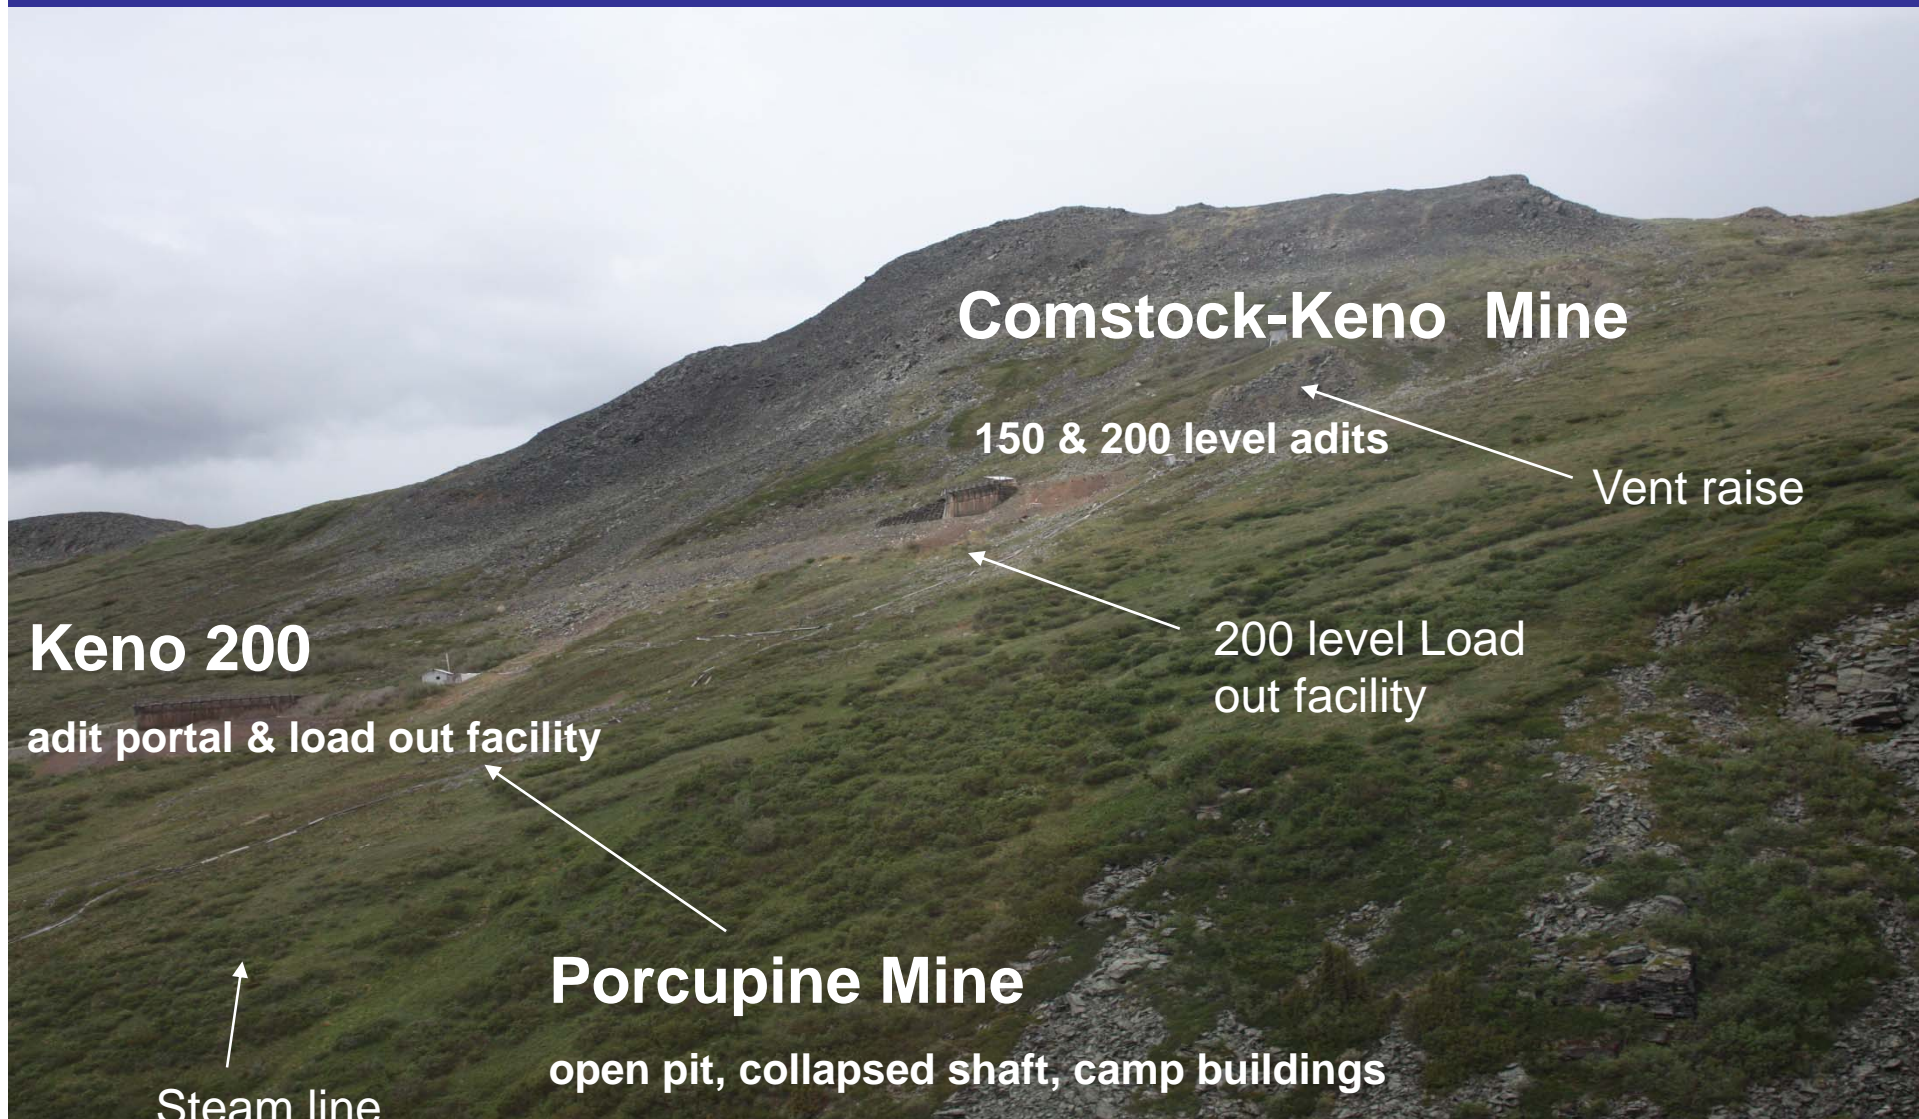 Comstock-Keno  Mine
150 & 200 level adits
Vent raise
200 level Load
out facility
Keno 200
adit portal & load out facility
Porcupine Mine
open pit, collapsed shaft, camp buildings
Steam line